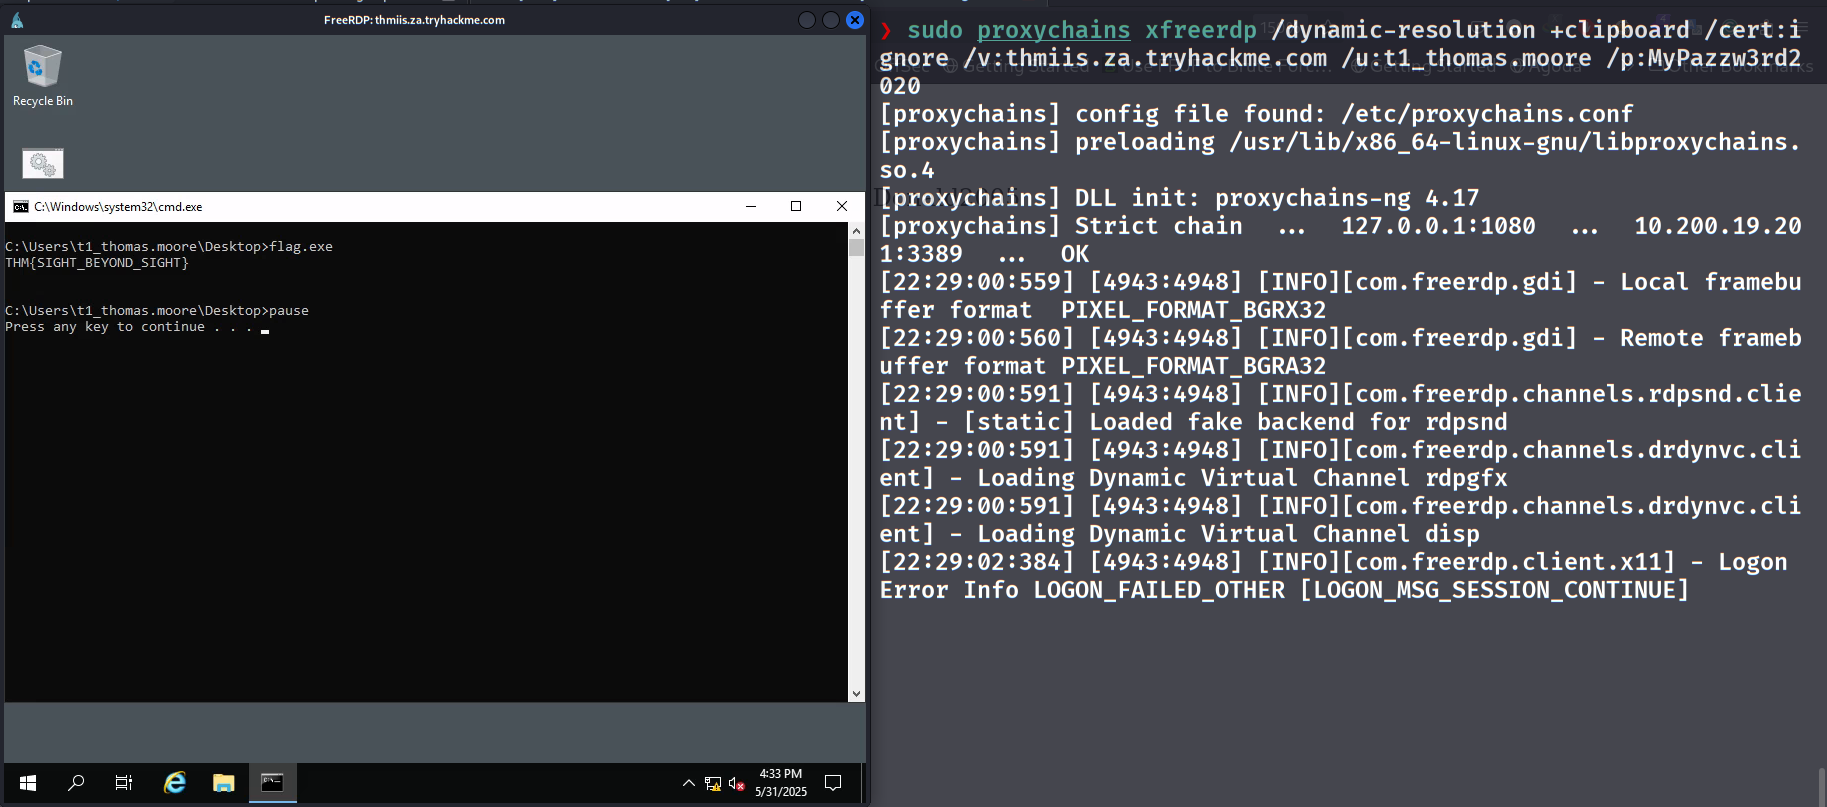 FreeRDP: thmiis.za.tryhackme.com
Recycle Bin
C:\Windows\system32\cmd.exe
C:\Users\t1_thomas.moore\Desktop>flag.exe
THM{SIGHT_BEYOND_SIGHT}
C:\Users\t1_thomas.moore\Desktop>pause
Press any key to continue . . .
4:33 PM
5/31/2025
❯ sudo proxychains xfreerdp /dynamic-resolution +clipboard /cert:i
gnore /v:thmiis.za.tryhackme.com /u:t1_thomas.moore /p:MyPazzw3rd2
020
[proxychains] config file found: /etc/proxychains.conf
[proxychains] preloading /usr/lib/x86_64-linux-gnu/libproxychains.
so.4
[proxychains] DLL init: proxychains-ng 4.17
[proxychains] Strict chain  ...  127.0.0.1:1080  ...  10.200.19.20
1:3389  ...  OK
[22:29:00:559] [4943:4948] [INFO][com.freerdp.gdi] - Local framebu
ffer format  PIXEL_FORMAT_BGRX32
[22:29:00:560] [4943:4948] [INFO][com.freerdp.gdi] - Remote frameb
uffer format PIXEL_FORMAT_BGRA32
[22:29:00:591] [4943:4948] [INFO][com.freerdp.channels.rdpsnd.clie
nt] - [static] Loaded fake backend for rdpsnd
[22:29:00:591] [4943:4948] [INFO][com.freerdp.channels.drdynvc.cli
ent] - Loading Dynamic Virtual Channel rdpgfx
[22:29:00:591] [4943:4948] [INFO][com.freerdp.channels.drdynvc.cli
ent] - Loading Dynamic Virtual Channel disp
[22:29:02:384] [4943:4948] [INFO][com.freerdp.client.x11] - Logon
Error Info LOGON_FAILED_OTHER [LOGON_MSG_SESSION_CONTINUE]